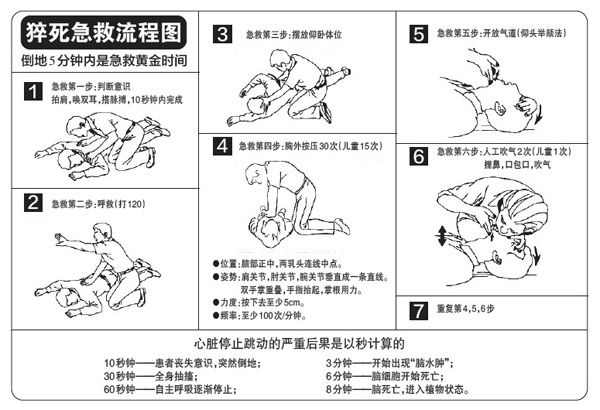 猝死急救流程图
倒地5分钟内是急救黄金时间
1
急救第一步:判断意识
拍肩,唤双耳,搭脉搏,10秒钟内完成
2
急救第二步:呼救(打120)
3
急救第三步:摆放仰卧体位
4
急救第四步:胸外按压30次(儿童15次)
●位置:脑部正中,两乳头连线中点。
●姿势:肩关节,肘关节,腕关节垂直成一条直线。
双手掌重叠,手指抬起,掌根用力。
●力度:按下去至少5cm。
●频率:至少100次/分钟。
5
急救第五步:开放气道(仰头举颏法)
6
急救第六步:人工吹气2次(儿童1次)
捏鼻,口包口,吹气
7
重复第4,5,6步
心脏停止跳动的严重后果是以秒计算的
10秒钟——患者丧失意识,突然倒地;
30秒钟——全身抽搐;
60秒钟——自主呼吸逐渐停止;
3分钟——开始出现“脑水肿”;
6分钟——脑细胞开始死亡;
8分钟——脑死亡,进入植物状态。